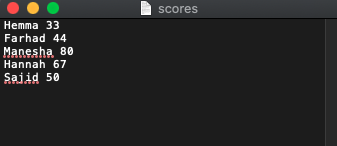 scores
Hemma 33
Farhad 44
Manesha 80
Hannah 67
Sajid 50